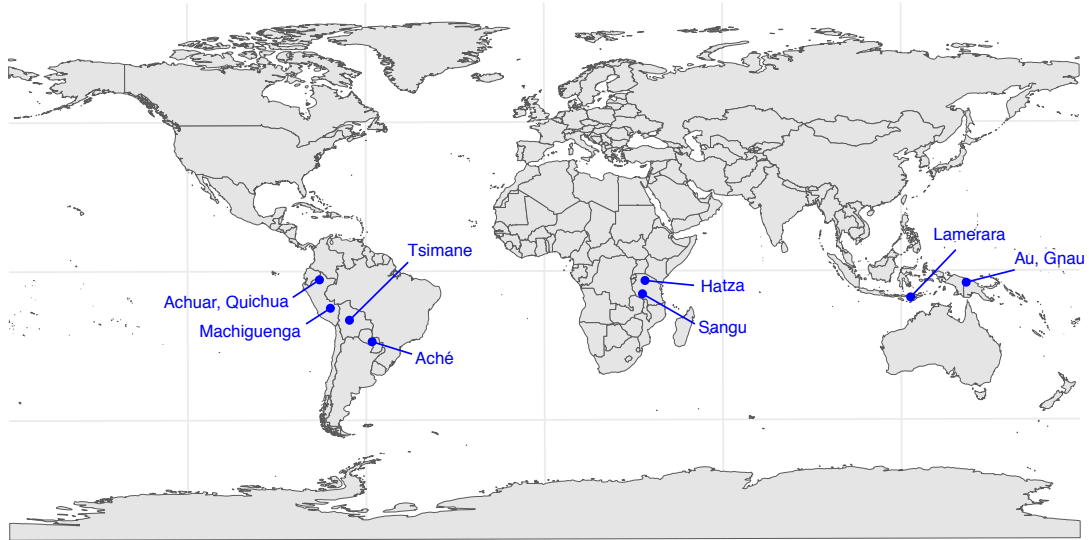 Lamerara
Tsimane
Au, Gnau
Hatza
Achuar, Quichua
Sangu
Machiguenga
Aché